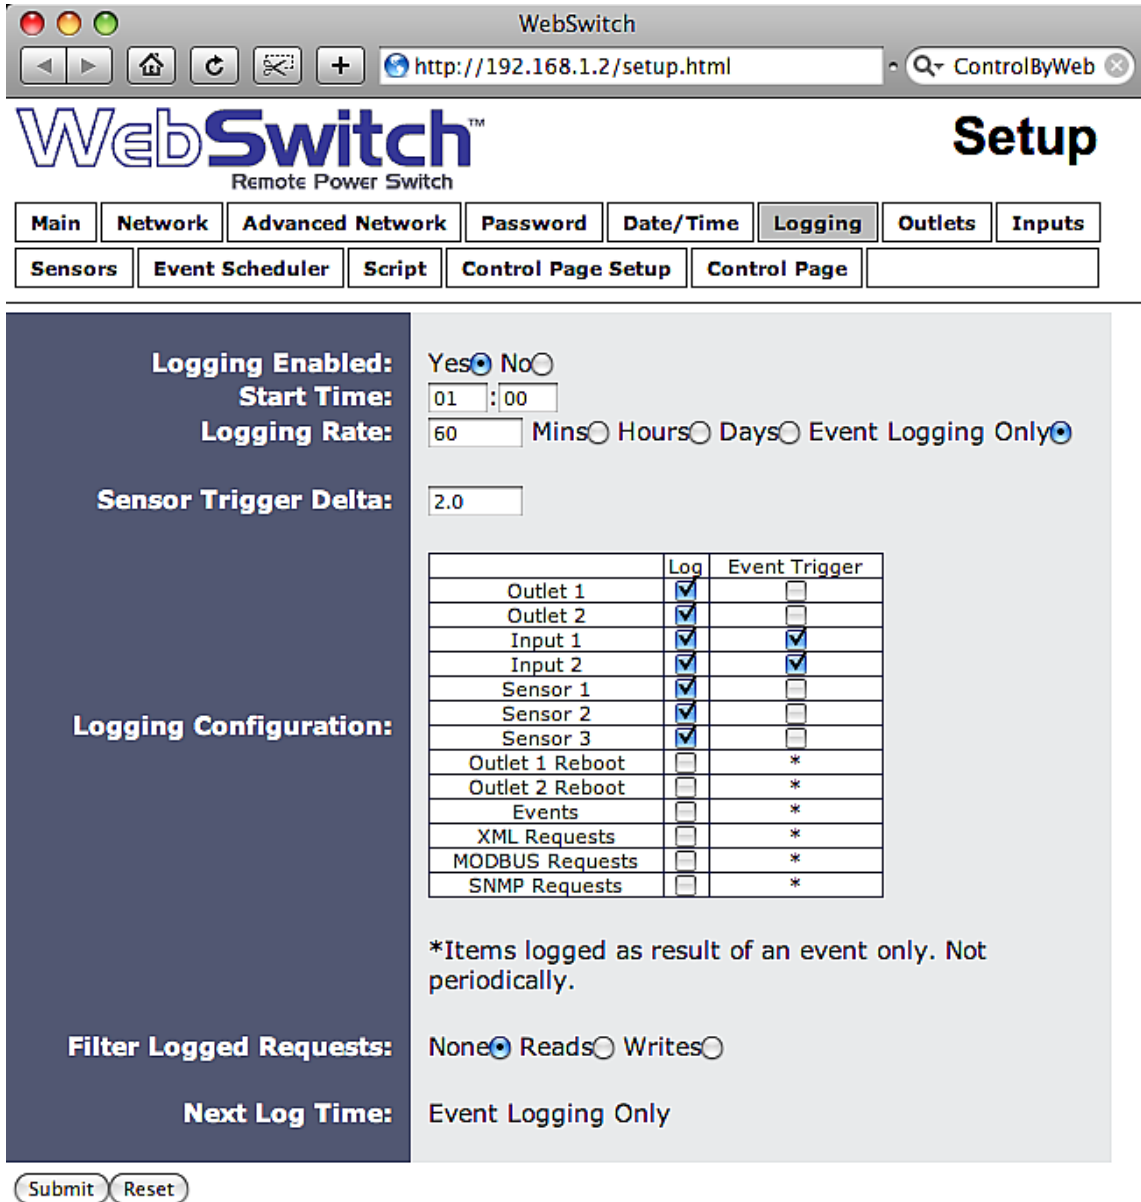 WebSwitch
http://192.168.1.2/setup.html
ControlByWeb
WebSwitch™
Remote Power Switch
Setup
Main Network Advanced Network Password Date/Time Logging Outlets Inputs
Sensors Event Scheduler Script Control Page Setup Control Page
Logging Enabled: Yes No
Start Time: 01 : 00
Logging Rate: 60 Mins Hours Days Event Logging Only
Sensor Trigger Delta: 2.0
Log Event Trigger
Outlet 1
Outlet 2
Input 1
Input 2
Sensor 1
Sensor 2
Logging Configuration:
Sensor 3
Outlet 1 Reboot *
Outlet 2 Reboot *
Events *
XML Requests *
MODBUS Requests *
SNMP Requests *
*Items logged as result of an event only. Not
periodically.
Filter Logged Requests: None Reads Writes
Next Log Time: Event Logging Only
Submit Reset